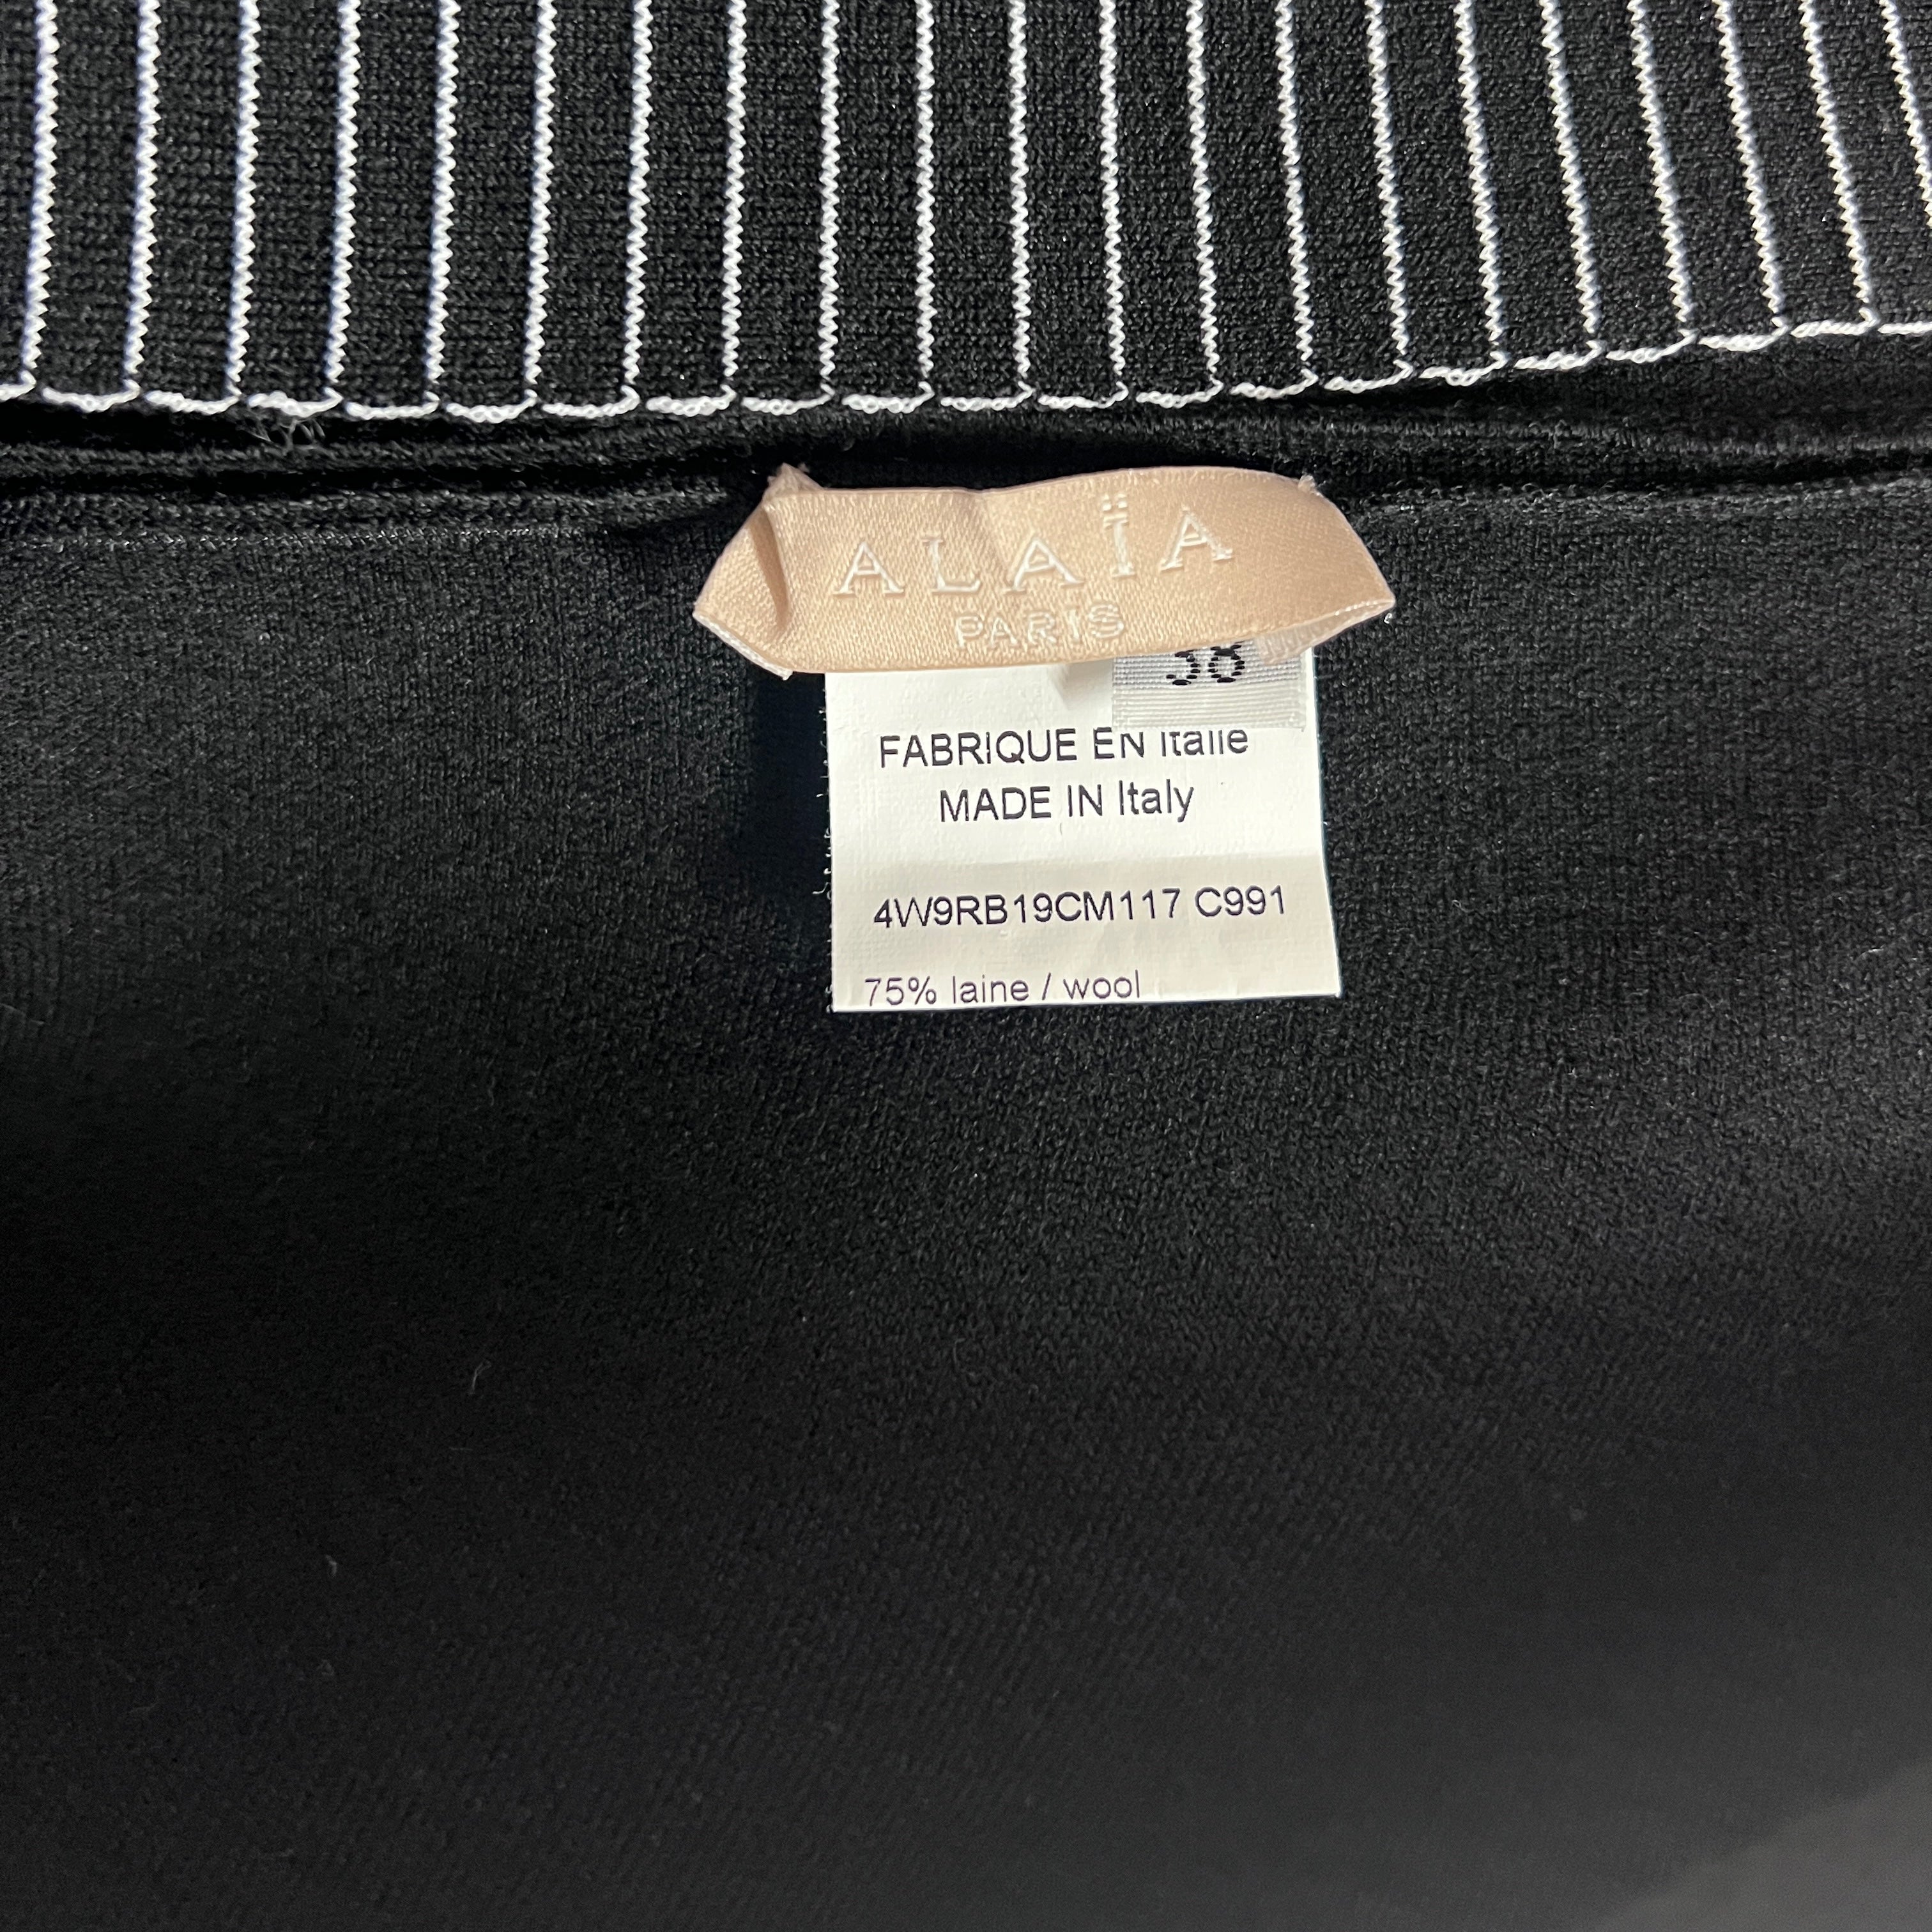 ALAÏA
PARIS
38
FABRIQUE EN Italie
MADE IN Italy
4W9RB19CM117 C991
75% laine / wool